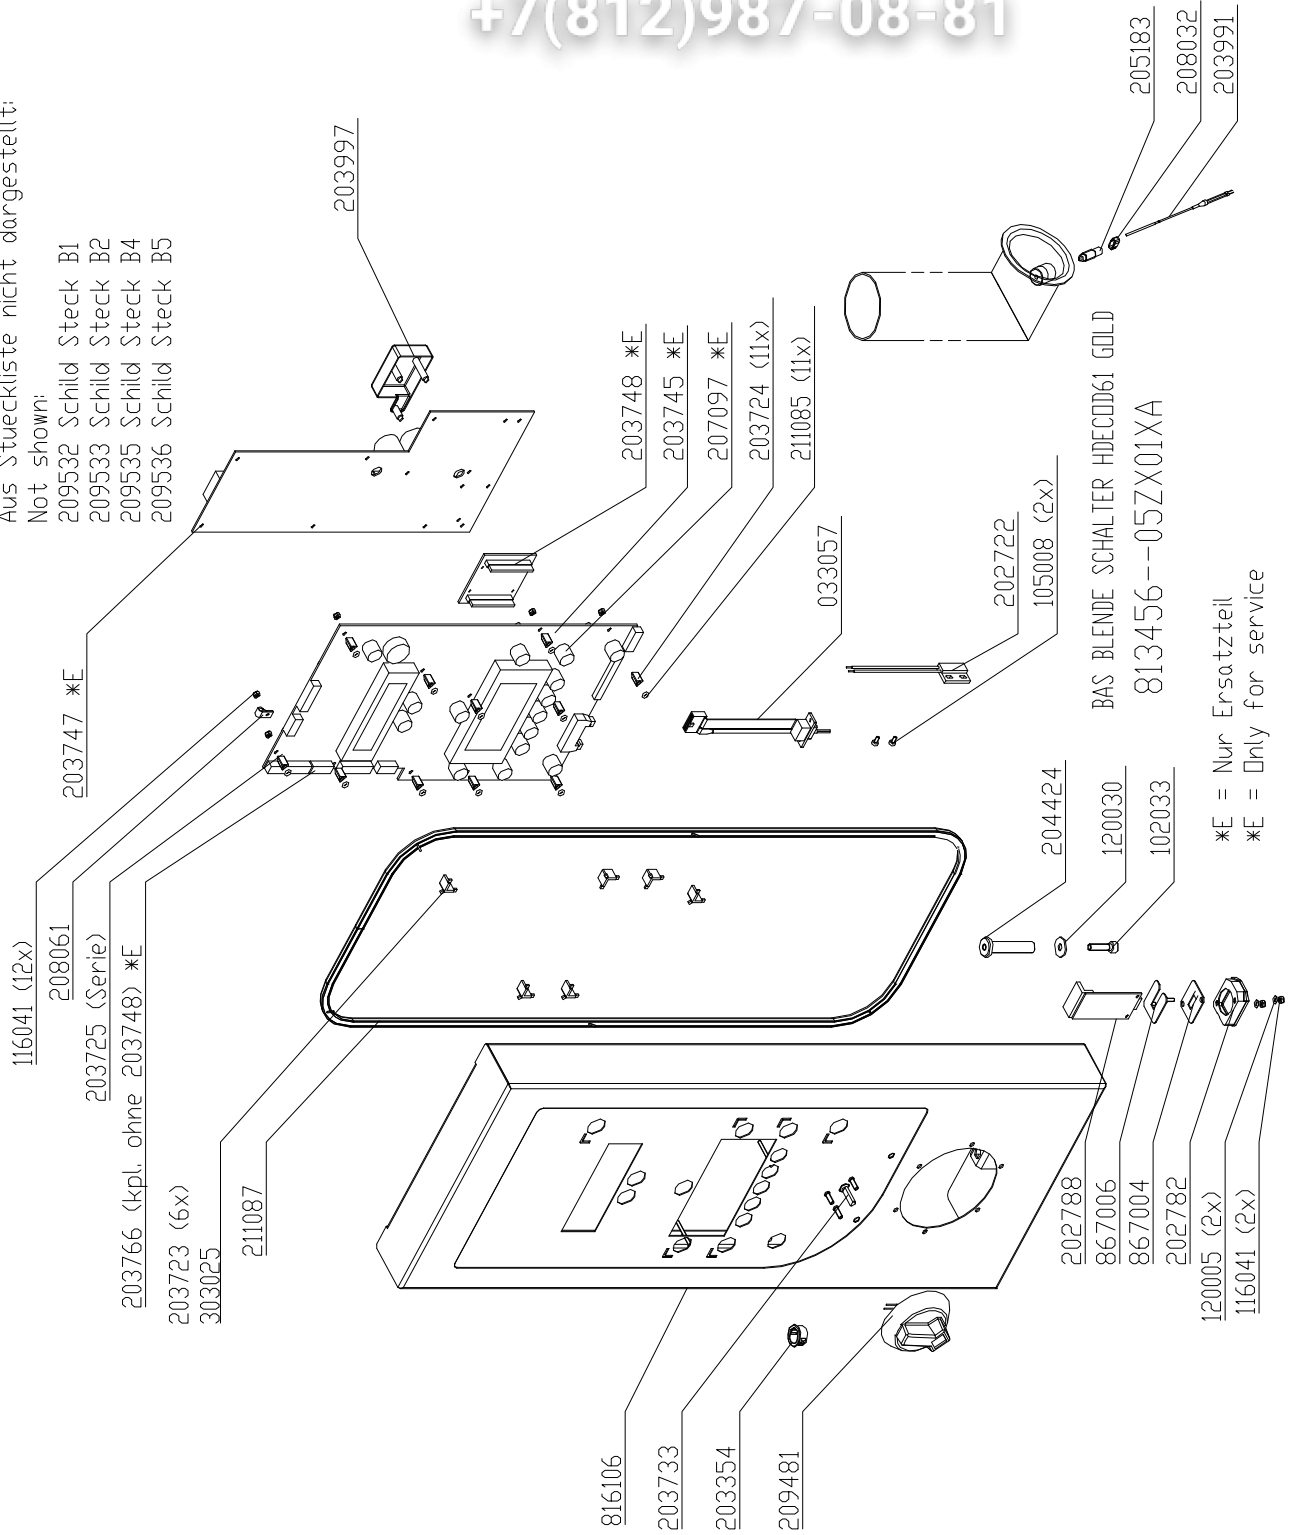 +7(812)987-08-81
Aus Stueckliste nicht dargestellt:
Not shown:
209532 Schild Steck B1
209533 Schild Steck B2
209535 Schild Steck B4
209536 Schild Steck B5
203997
205183
208032
203991
203747 *E
203748 *E
203745 *E
207097 *E
203724 (11x)
211085 (11x)
033057
202722
105008 (2x)
BAS BLENDE SCHALTER HDECOD61 GOLD
813456--05ZX01XA
*E = Nur Ersatzteil
*E = Only for service
116041 (12x)
208061
203725 (Serie)
203766 (kpl. ohne 203748) *E
203723 (6x)
303025
211087
204424
120030
102033
202788
867006
867004
202782
120005 (2x)
116041 (2x)
816106
203733
203354
209481